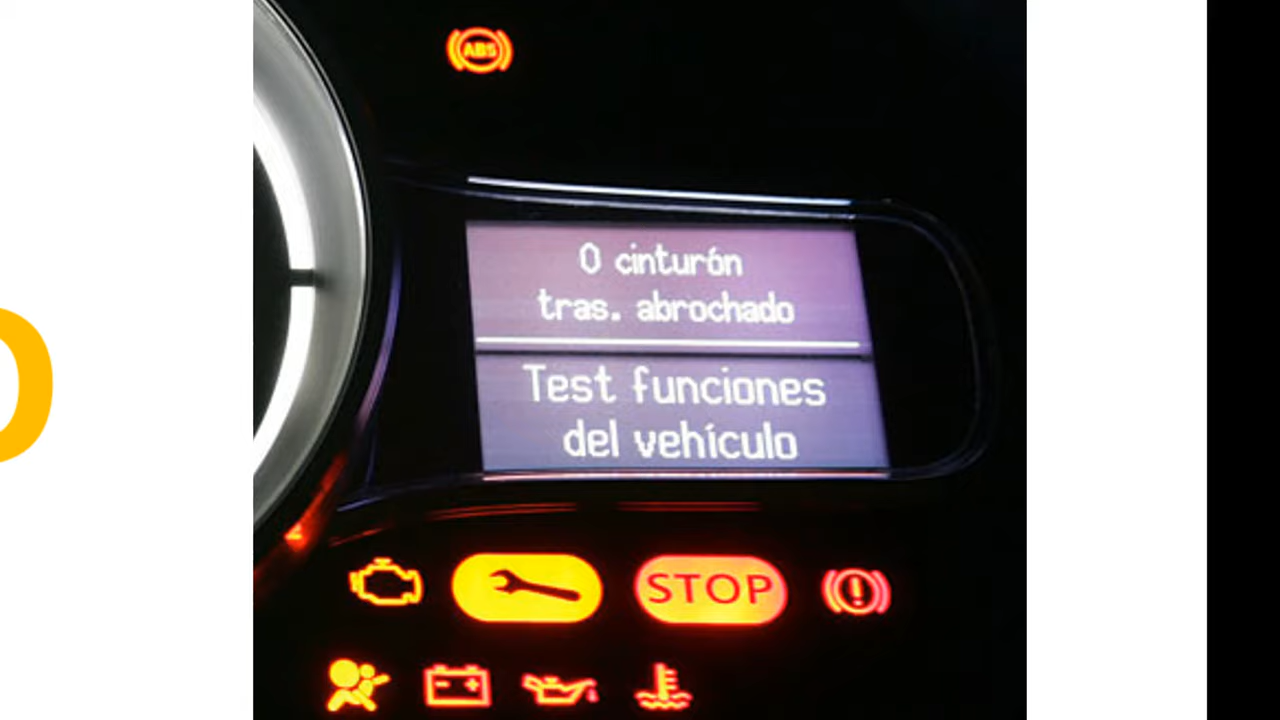 ABS
0 cinturón
tras. abrochado
Test funciones
del vehículo
STOP